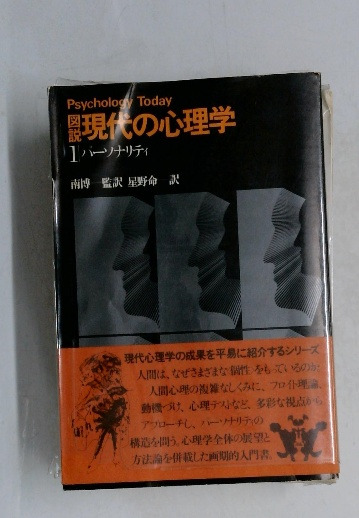 Psychology Today
図説現代の心理学
1 パーソナリティ
南博 監訳 星野命 訳
現代心理学の成果を平易に紹介するシリーズ
人間は、なぜさまざまな「個性」をもっているのか?
人間心理の複雑なしくみに、フロイト理論、
動機づけ、心理テストなど、多彩な視点から
アプローチし、パーソナリティの
構造を問う。心理学全体の展望と
方法論を併載した画期的入門書。